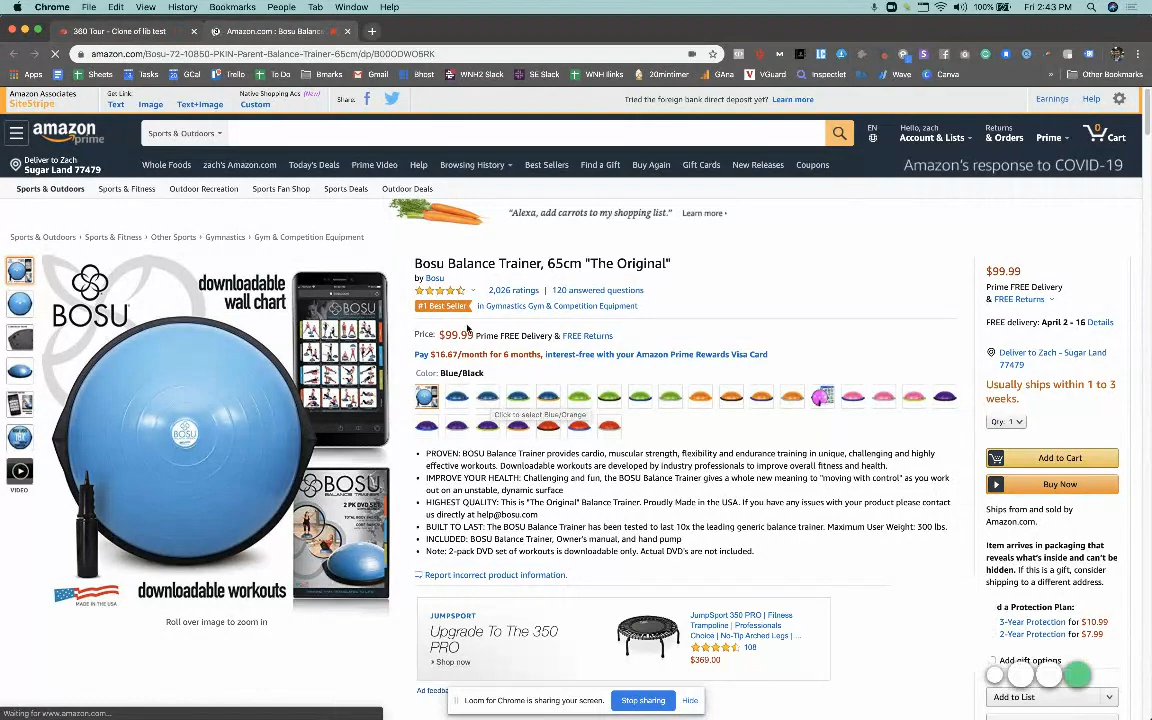 Chrome File Edit View History Bookmarks People Tab Window Help 100% Fri 2:43 PM
360 Tour - Clone of lib test
Amazon.com : Bosu Balance
amazon.com/Bosu-72-10850-PKIN-Parent-Balance-Trainer-65cm/dp/B00ODWO5RK
Apps Sheets Tasks GCal Trello To Do Bmarks Gmail Bhost WNH2 Slack SE Slack WNH llnks 20mintimer GAna VGuard Inspectlet Wave Canva » Other Bookmarks
Amazon Associates
SiteStripe
Get Link:
Text Image Text+Image
Native Shopping Ads (New)
Custom
Share:
Tried the foreign bank direct deposit yet? Learn more
Earnings Help
amazon
prime
Sports & Outdoors
EN
Hello, zach
Account & Lists
Returns
& Orders
Prime
0
Cart
Deliver to Zach
Sugar Land 77479
Whole Foods zach's Amazon.com Today's Deals Prime Video Help Browsing History Best Sellers Find a Gift Buy Again Gift Cards New Releases Coupons
Amazon's response to COVID-19
Sports & Outdoors Sports & Fitness Outdoor Recreation Sports Fan Shop Sports Deals Outdoor Deals
"Alexa, add carrots to my shopping list." Learn more ›
Sports & Outdoors › Sports & Fitness › Other Sports › Gymnastics › Gym & Competition Equipment
BOSU
downloadable
wall chart
BOSU
BOSU
BALANCE TRAINER
2 PK DVD SET
MADE IN THE USA
downloadable workouts
Roll over image to zoom in
VIDEO
Bosu Balance Trainer, 65cm "The Original"
by Bosu
2,026 ratings | 120 answered questions
#1 Best Seller in Gymnastics Gym & Competition Equipment
Price: $99.99 Prime FREE Delivery & FREE Returns
Pay $16.67/month for 6 months, interest-free with your Amazon Prime Rewards Visa Card
Color: Blue/Black
Click to select Blue/Orange
• PROVEN: BOSU Balance Trainer provides cardio, muscular strength, flexibility and endurance training in unique, challenging and highly
effective workouts. Downloadable workouts are developed by industry professionals to improve overall fitness and health.
• IMPROVE YOUR HEALTH: Challenging and fun, the BOSU Balance Trainer gives a whole new meaning to "moving with control" as you work
out on an unstable, dynamic surface
• HIGHEST QUALITY: This is "The Original" Balance Trainer. Proudly Made in the USA. If you have any issues with your product please contact
us directly at help@bosu.com
• BUILT TO LAST: The BOSU Balance Trainer has been tested to last 10x the leading generic balance trainer. Maximum User Weight: 300 lbs.
• INCLUDED: BOSU Balance Trainer, Owner's manual, and hand pump
• Note: 2-pack DVD set of workouts is downloadable only. Actual DVD's are not included.
Report incorrect product information.
JUMPSPORT
Upgrade To The 350
PRO
› Shop now
JumpSport 350 PRO | Fitness
Trampoline | Professionals
Choice | No-Tip Arched Legs | ...
108
$369.00
Ad feedba
$99.99
Prime FREE Delivery
& FREE Returns
FREE delivery: April 2 - 16 Details
Deliver to Zach - Sugar Land
77479
Usually ships within 1 to 3
weeks.
Qty: 1
Add to Cart
Buy Now
Ships from and sold by
Amazon.com.
Item arrives in packaging that
reveals what's inside and can't be
hidden. If this is a gift, consider
shipping to a different address.
d a Protection Plan:
3-Year Protection for $10.99
2-Year Protection for $7.99
Add gift options
Add to List
Loom for Chrome is sharing your screen. Stop sharing Hide
Waiting for www.amazon.com...